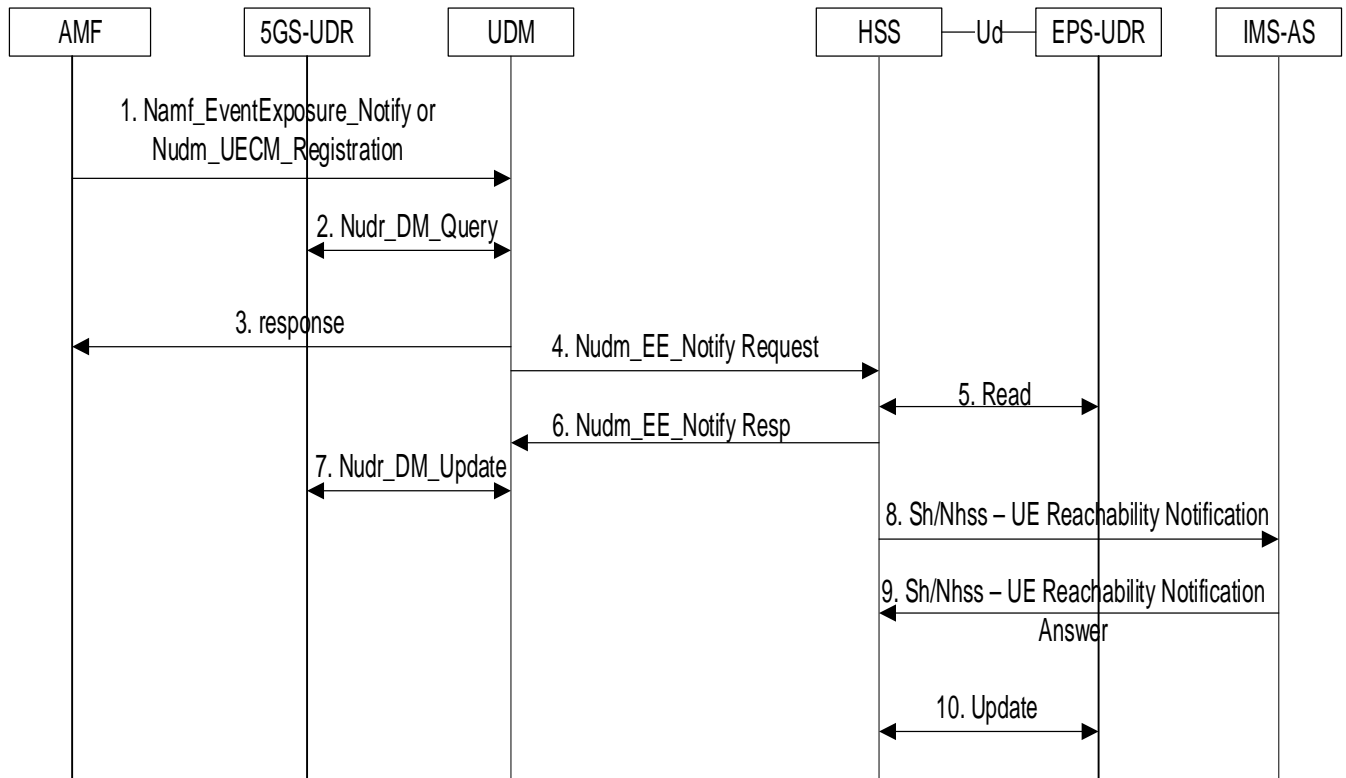 AMF
5GS-UDR
UDM
HSS
Ud
EPS-UDR
IMS-AS
1. Namf_EventExposure_Notify or
Nudm_UECM_Registration
2. Nudr_DM_Query
3. response
4. Nudm_EE_Notify Request
5. Read
6. Nudm_EE_Notify Resp
7. Nudr_DM_Update
8. Sh/Nhss – UE Reachability Notification
9. Sh/Nhss – UE Reachability Notification
Answer
10. Update